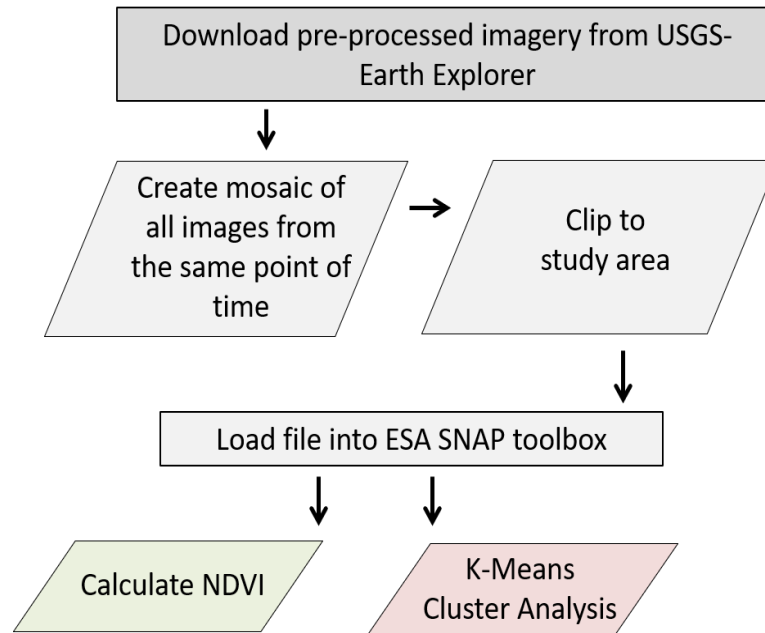 Download pre-processed imagery from USGS-
Earth Explorer
Create mosaic of
all images from
the same point of
time
Clip to
study area
Load file into ESA SNAP toolbox
Calculate NDVI
K-Means
Cluster Analysis